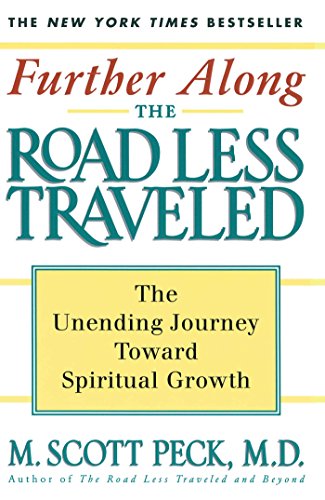 THE NEW YORK TIMES BESTSELLER
Further Along
THE
ROAD LESS
TRAVELED
The
Unending Journey
Toward
Spiritual Growth
M. SCOTT PECK, M.D.
Author of The Road Less Traveled and Beyond